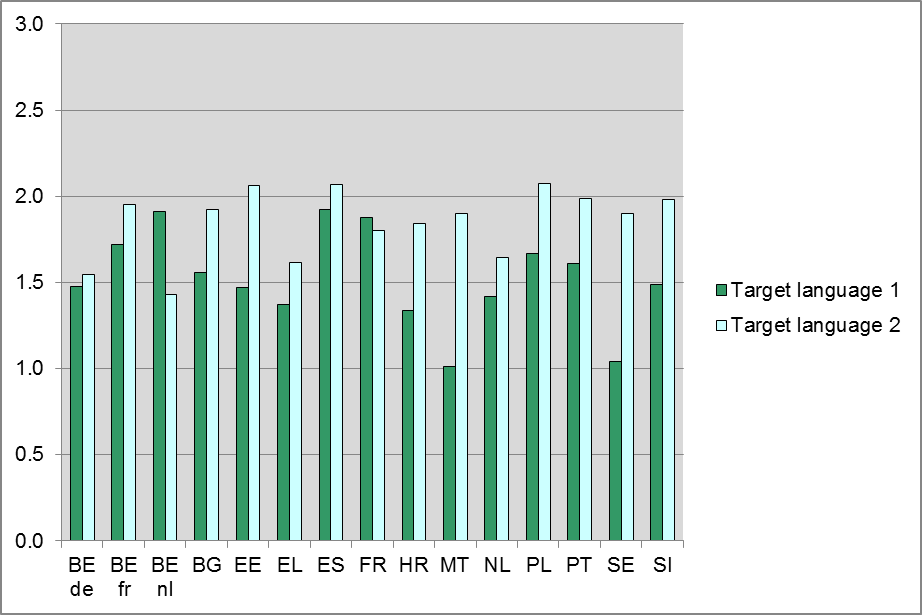 3.0
2.5
2.0
1.5
1.0
0.5
0.0
BE de
BE fr
BE nl
BG
EE
EL
ES
FR
HR
MT
NL
PL
PT
SE
SI
Target language 1
Target language 2